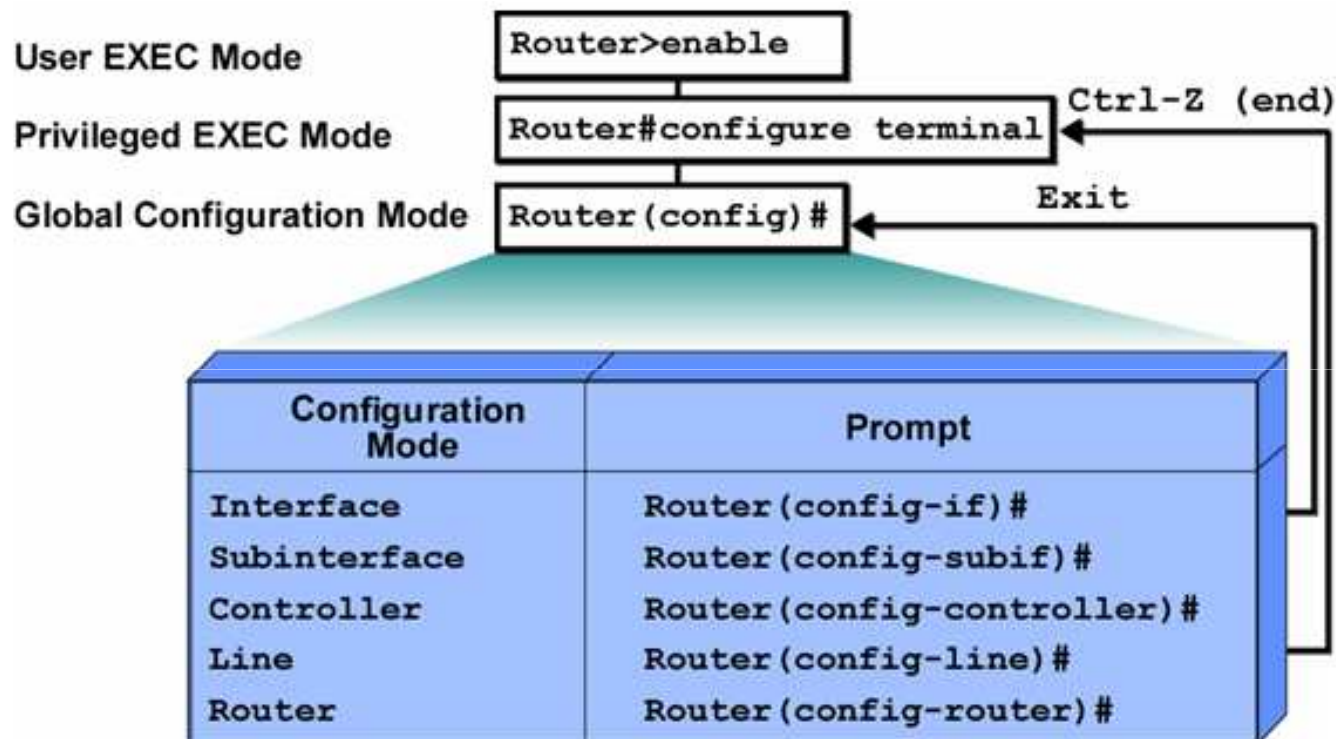 User EXEC Mode
Router>enable
Ctrl-Z (end)
Privileged EXEC Mode
Router#configure terminal
Exit
Global Configuration Mode
Router(config)#
Configuration
Mode
Prompt
Interface
Router(config-if)#
Subinterface
Router(config-subif)#
Controller
Router(config-controller)#
Line
Router(config-line)#
Router
Router(config-router)#